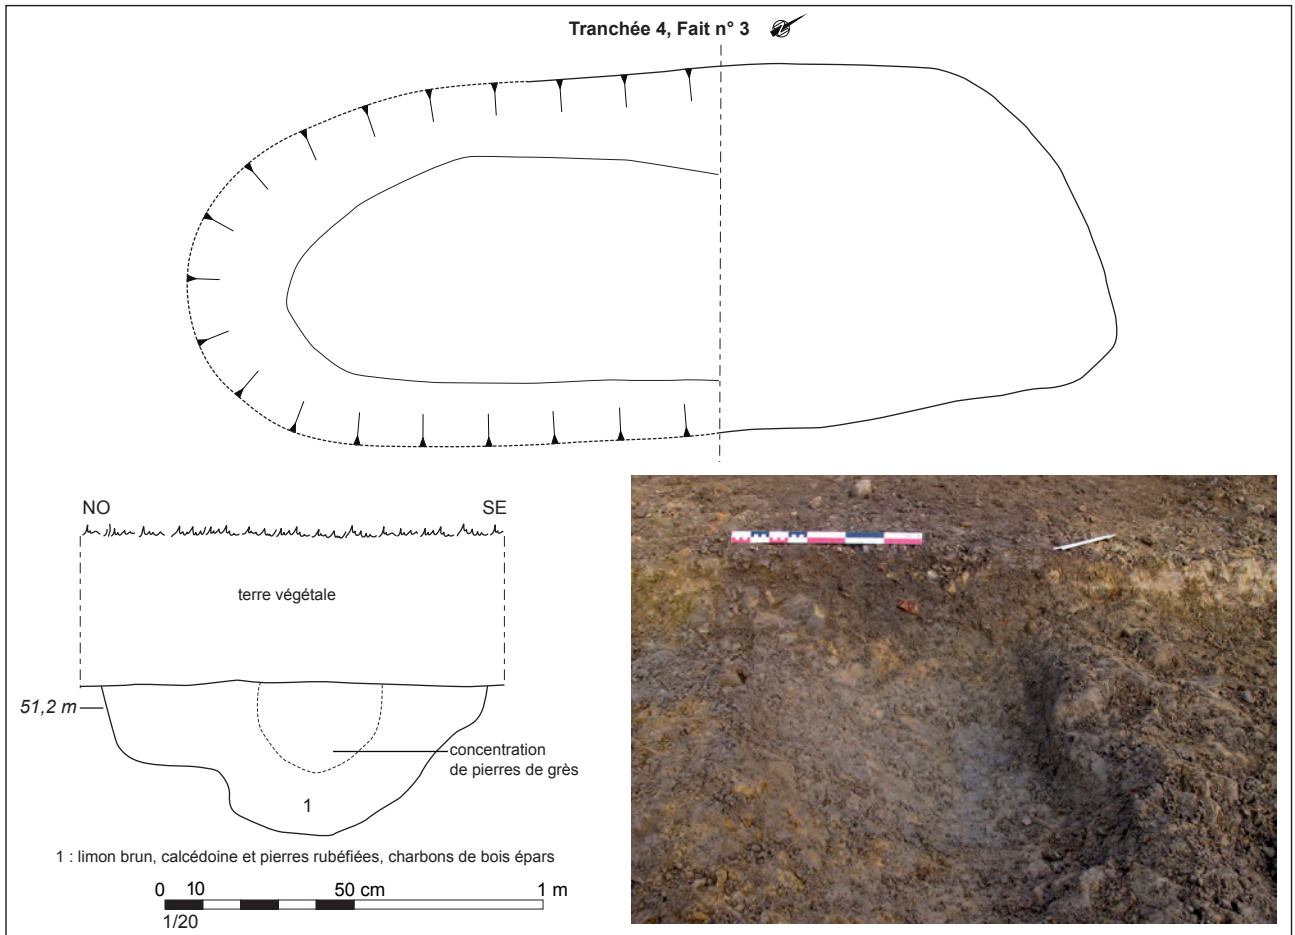 Tranchée 4, Fait n° 3
NO
SE
terre végétale
51,2 m
concentration
de pierres de grès
1
1 : limon brun, calcédoine et pierres rubéfiées, charbons de bois épars
0 10 50 cm 1 m
1/20